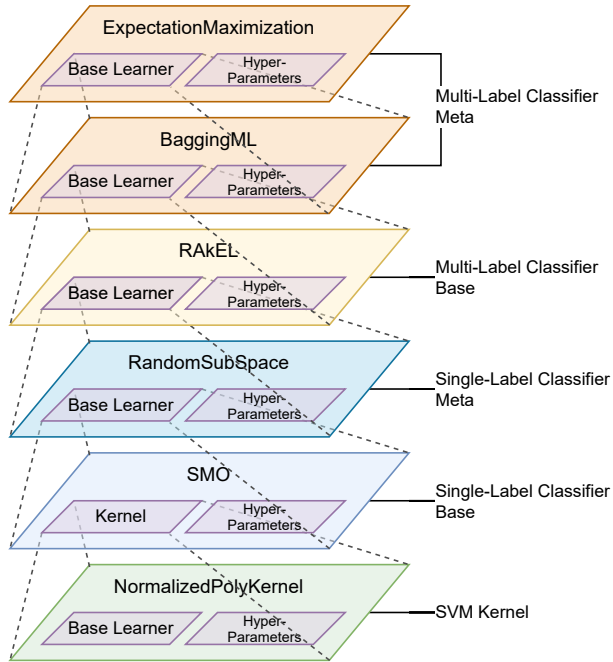 ExpectationMaximization
Base Learner
Hyper-
Parameters
Multi-Label Classifier
Meta
BaggingML
Base Learner
Hyper-
Parameters
RAkEL
Base Learner
Hyper-
Parameters
Multi-Label Classifier
Base
RandomSubSpace
Base Learner
Hyper-
Parameters
Single-Label Classifier
Meta
SMO
Kernel
Hyper-
Parameters
Single-Label Classifier
Base
NormalizedPolyKernel
Base Learner
Hyper-
Parameters
SVM Kernel